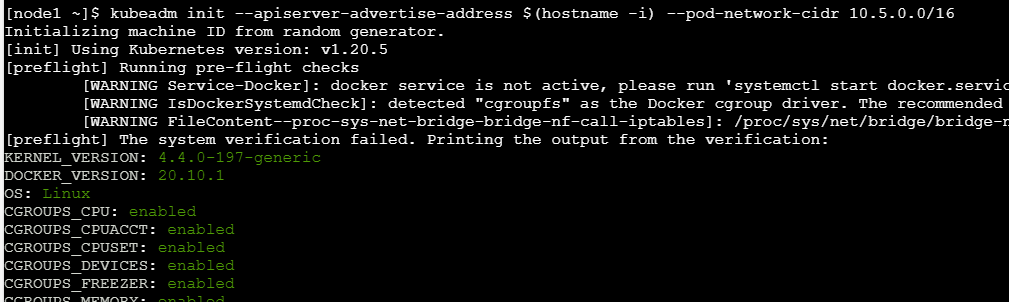 [node1 ~]$ kubeadm init --apiserver-advertise-address $(hostname -i) --pod-network-cidr 10.5.0.0/16
Initializing machine ID from random generator.
[init] Using Kubernetes version: v1.20.5
[preflight] Running pre-flight checks
        [WARNING Service-Docker]: docker service is not active, please run 'systemctl start docker.servic
        [WARNING IsDockerSystemdCheck]: detected "cgroupfs" as the Docker cgroup driver. The recommended
        [WARNING FileContent--proc-sys-net-bridge-bridge-nf-call-iptables]: /proc/sys/net/bridge/bridge-n
[preflight] The system verification failed. Printing the output from the verification:
KERNEL_VERSION: 4.4.0-197-generic
DOCKER_VERSION: 20.10.1
OS: Linux
CGROUPS_CPU: enabled
CGROUPS_CPUACCT: enabled
CGROUPS_CPUSET: enabled
CGROUPS_DEVICES: enabled
CGROUPS_FREEZER: enabled
CGROUPS_MEMORY: enabled